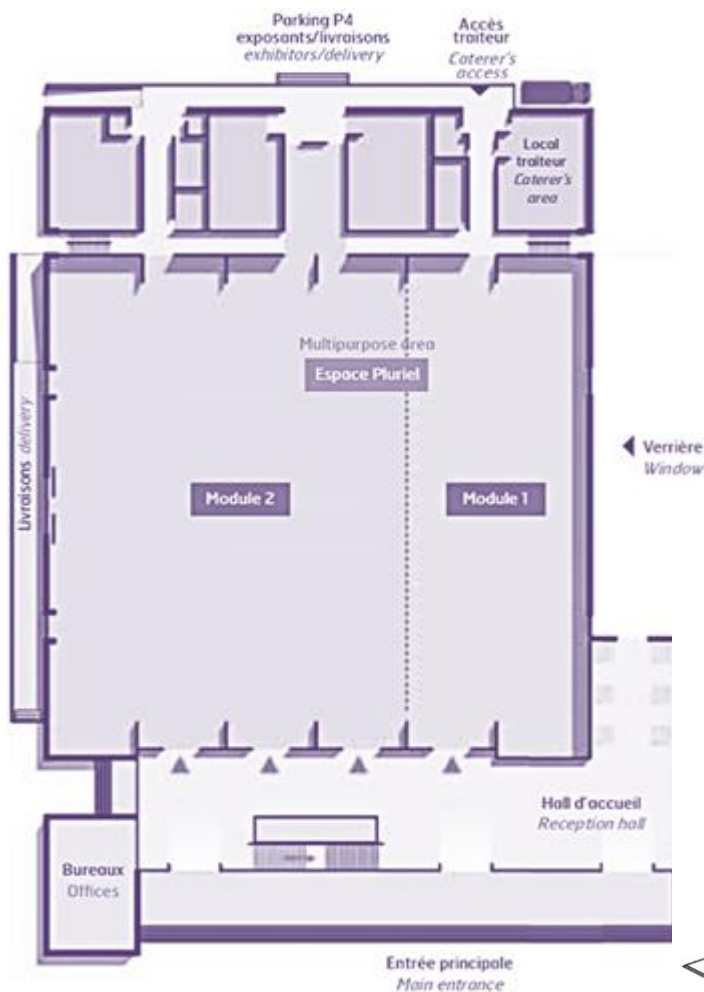 Parking P4
exposants/livraisons
exhibitors/delivery
Accès
traiteur
Caterer's
access
Local
traiteur
Caterer's
area
Multipurpose area
Espace Pluriel
Livraisons delivery
Verrière
Window
Module 2
Module 1
Hall d'accueil
Reception hall
Bureaux
Offices
Entrée principale
Main entrance